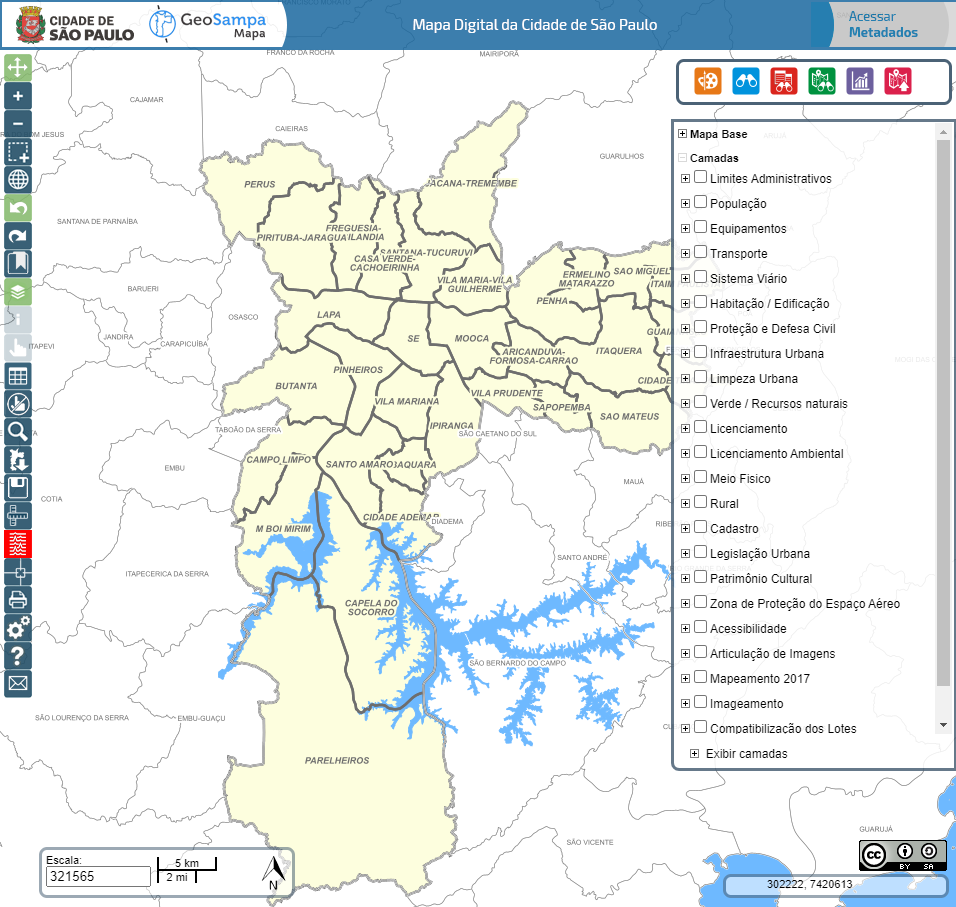 CIDADE DE
SÃO PAULO
GeoSampa
Mapa
Mapa Digital da Cidade de São Paulo
Acessar
Metadados
FRANCO DA ROCHA
MAIRIPORÃ
CAJAMAR
CAIEIRAS
GUARULHOS
BOM JESUS
SANTANA DE PARNAÍBA
BARUERI
OSASCO
JANDIRA
CARAPICUÍBA
ITAPEVI
PERUS
JACANA-TREMEMBE
FREGUESIA-
PIRITUBA-JARAGUA
SANTANA-TUCURUVI
CASA VERDE-
CACHOEIRINHA
VILA MARIA-VILA
GUILHERME
ERMELINO
MATARAZZO
SAO MIGUEL
PENHA
LAPA
SE
MOOCA
ARICANDUVA-
FORMOSA-CARRAO
ITAQUERA
PINHEIROS
BUTANTA
CIDADE
VILA PRUDENTE
VILA MARIANA
SAPOPEMBA
SAO MATEUS
IPIRANGA
TABOÃO DA SERRA
SÃO CAETANO DO SUL
CAMPO LIMPO
SANTO AMARO
EMBU
COTIA
MAUÁ
CIDADE ADEMAR
DIADEMA
M BOI MIRIM
RIBE
SANTO ANDRÉ
ITAPECERICA DA SERRA
CAPELA DO
SOCORRO
SÃO BERNARDO DO CAMPO
SÃO LOURENÇO DA SERRA
EMBU-GUAÇU
PARELHEIROS
SÃO VICENTE
GUARUJÁ
Mapa Base
Camadas
Limites Administrativos
População
Equipamentos
Transporte
Sistema Viário
Habitação / Edificação
Proteção e Defesa Civil
Infraestrutura Urbana
Limpeza Urbana
Verde / Recursos naturais
Licenciamento
Licenciamento Ambiental
Meio Fisico
Rural
Cadastro
Legislação Urbana
Patrimônio Cultural
Zona de Proteção do Espaço Aéreo
Acessibilidade
Articulação de Imagens
Mapeamento 2017
Imageamento
Compatibilização dos Lotes
Exibir camadas
Escala:
321565
5 km
2 mi
N
cc
BY SA
302222, 7420613